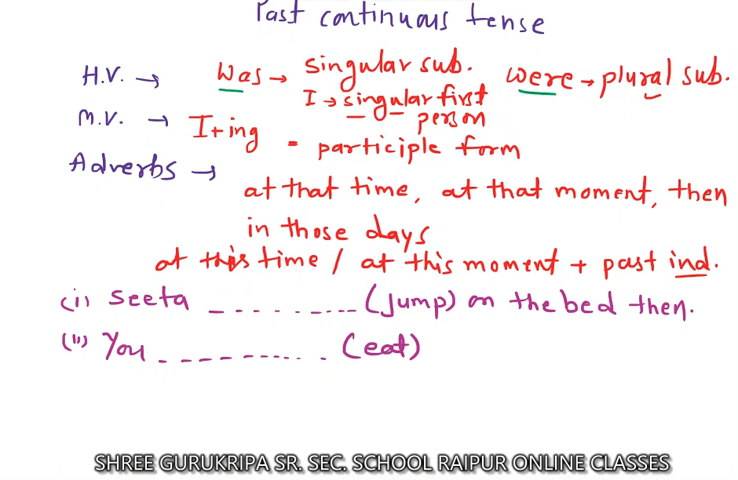 Past continuous tense
H.V. → Was → singular sub. were → plural sub.
I → singular first person
M.V. → I + ing = participle form
Adverbs →
at that time, at that moment, then
in those days
at this time / at this moment + past ind.
(i) Seeta ........... (Jump) on the bed then.
(ii) You ........... (eat)
SHREE GURUKRIPA SR. SEC. SCHOOL RAIPUR ONLINE CLASSES